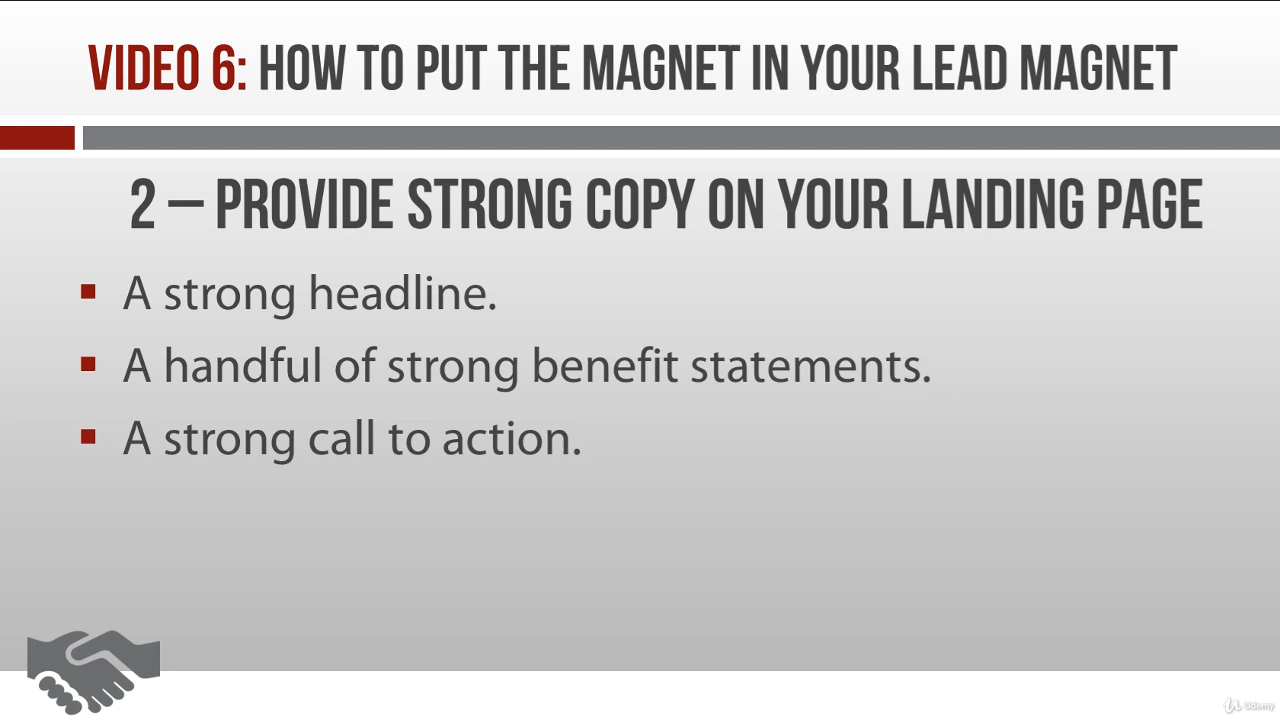 VIDEO 6: HOW TO PUT THE MAGNET IN YOUR LEAD MAGNET
2 – PROVIDE STRONG COPY ON YOUR LANDING PAGE
A strong headline.
A handful of strong benefit statements.
A strong call to action.
Udemy